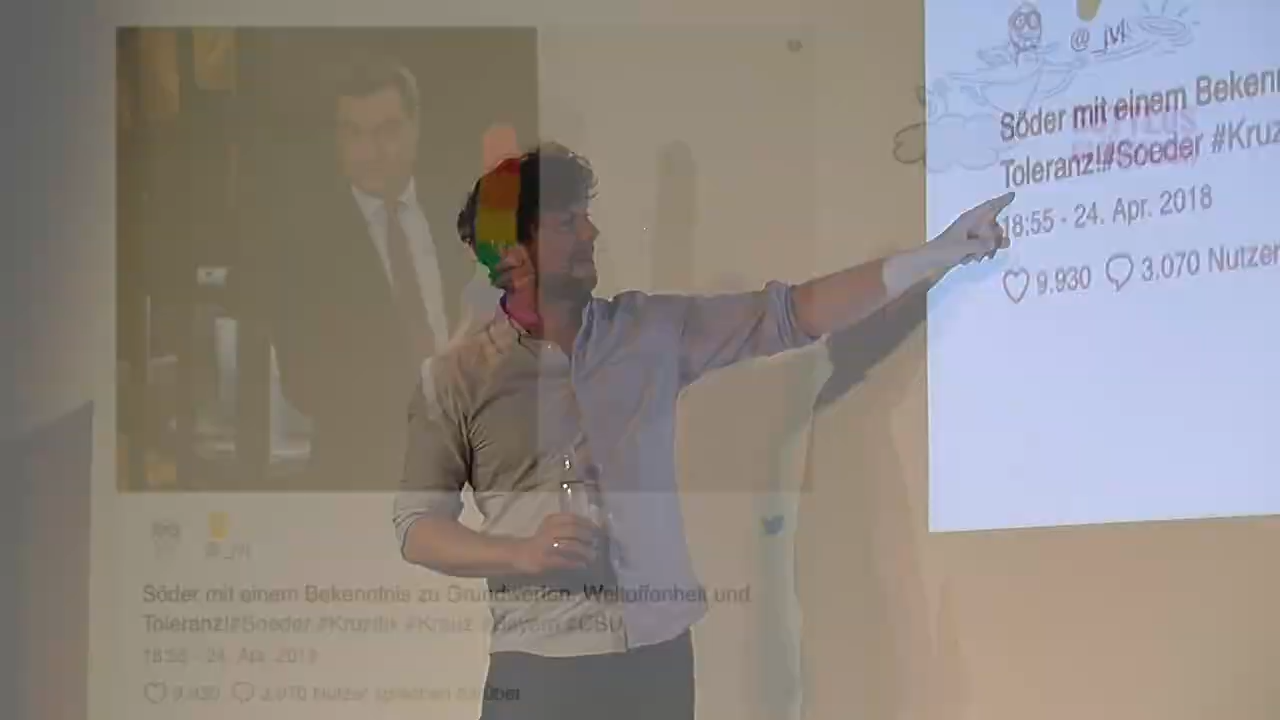 @_jvk
Söder mit einem Bekenn
Toleranz!#Soeder #Kruz
18:55 - 24. Apr. 2018
9.930 3.070 Nutzer
Söder mit einem Bekenntnis zu Grundwerten, Weltoffenheit und
Toleranz!#Soeder #Kruzifix #Kreuz #Bayern #CSU
18:55 - 24. Apr. 2018
9.930 3.070 Nutzer sprechen darüber